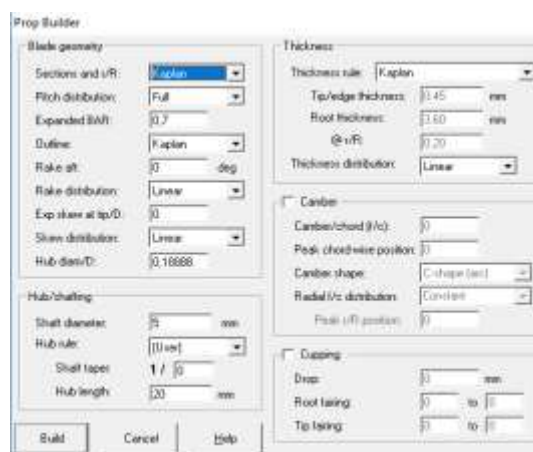 Prop Builder
Blade geometry
Sections and r/R: Kaplan
Pitch distribution: Full
Expanded BAR: 0,7
Outline: Kaplan
Rake aft: 0 deg
Rake distribution: Linear
Exp skew at tip/D: 0
Skew distribution: Linear
Hub diam/D: 0,18888
Hub/shafting
Shaft diameter: 5 mm
Hub rule: (User)
Shaft taper: 1 / 0
Hub length: 20 mm
Build Cancel Help
Thickness
Thickness rule: Kaplan
Tip/edge thickness: 0.45 mm
Root thickness: 3.60 mm
@ r/R: 0.20
Thickness distribution: Linear
Camber
Camber/chord (f/c): 0
Peak chordwise position: 0
Camber shape: C-shape (arc)
Radial f/c distribution: Constant
Peak r/R position: 0
Cupping
Drop: 0 mm
Root fairing: 0 to 0
Tip fairing: 0 to 0